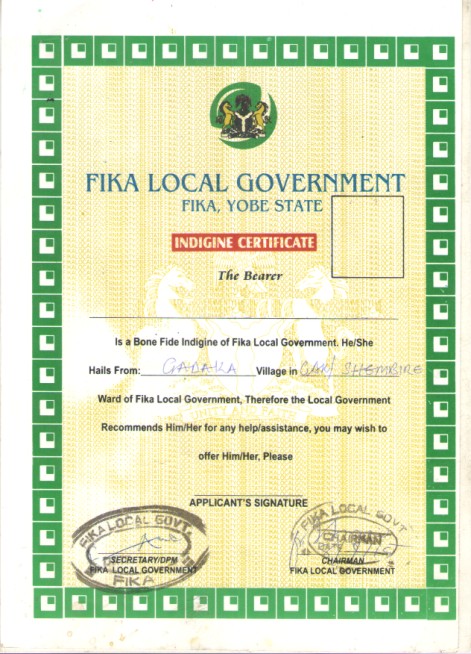 FIKA LOCAL GOVERNMENT
FIKA, YOBE STATE
INDIGINE CERTIFICATE
The Bearer
Is a Bone Fide Indigine of Fika Local Government. He/She
Hails From: GADAKA Village in GAK/ SHEMBIRE
Ward of Fika Local Government, Therefore the Local Government
Recommends Him/Her for any help/assistance, you may wish to
offer Him/Her, Please
APPLICANT'S SIGNATURE
FIKA LOCAL GOVT.
SECRETARY/DPM
FIKA LOCAL GOVERNMENT
FIKA
FIKA LOCAL GOVT
CHAIRMAN
CHAIRMAN
FIKA LOCAL GOVERNMENT